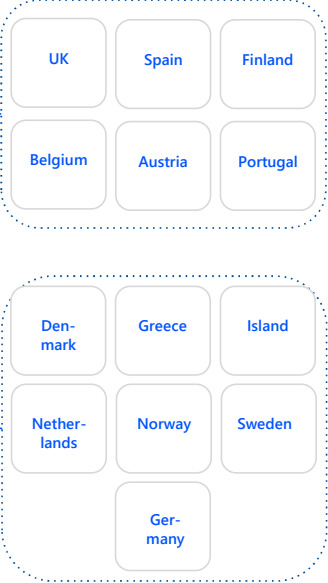 UK
Spain
Finland
Belgium
Austria
Portugal
Den-
mark
Greece
Island
Nether-
lands
Norway
Sweden
Ger-
many